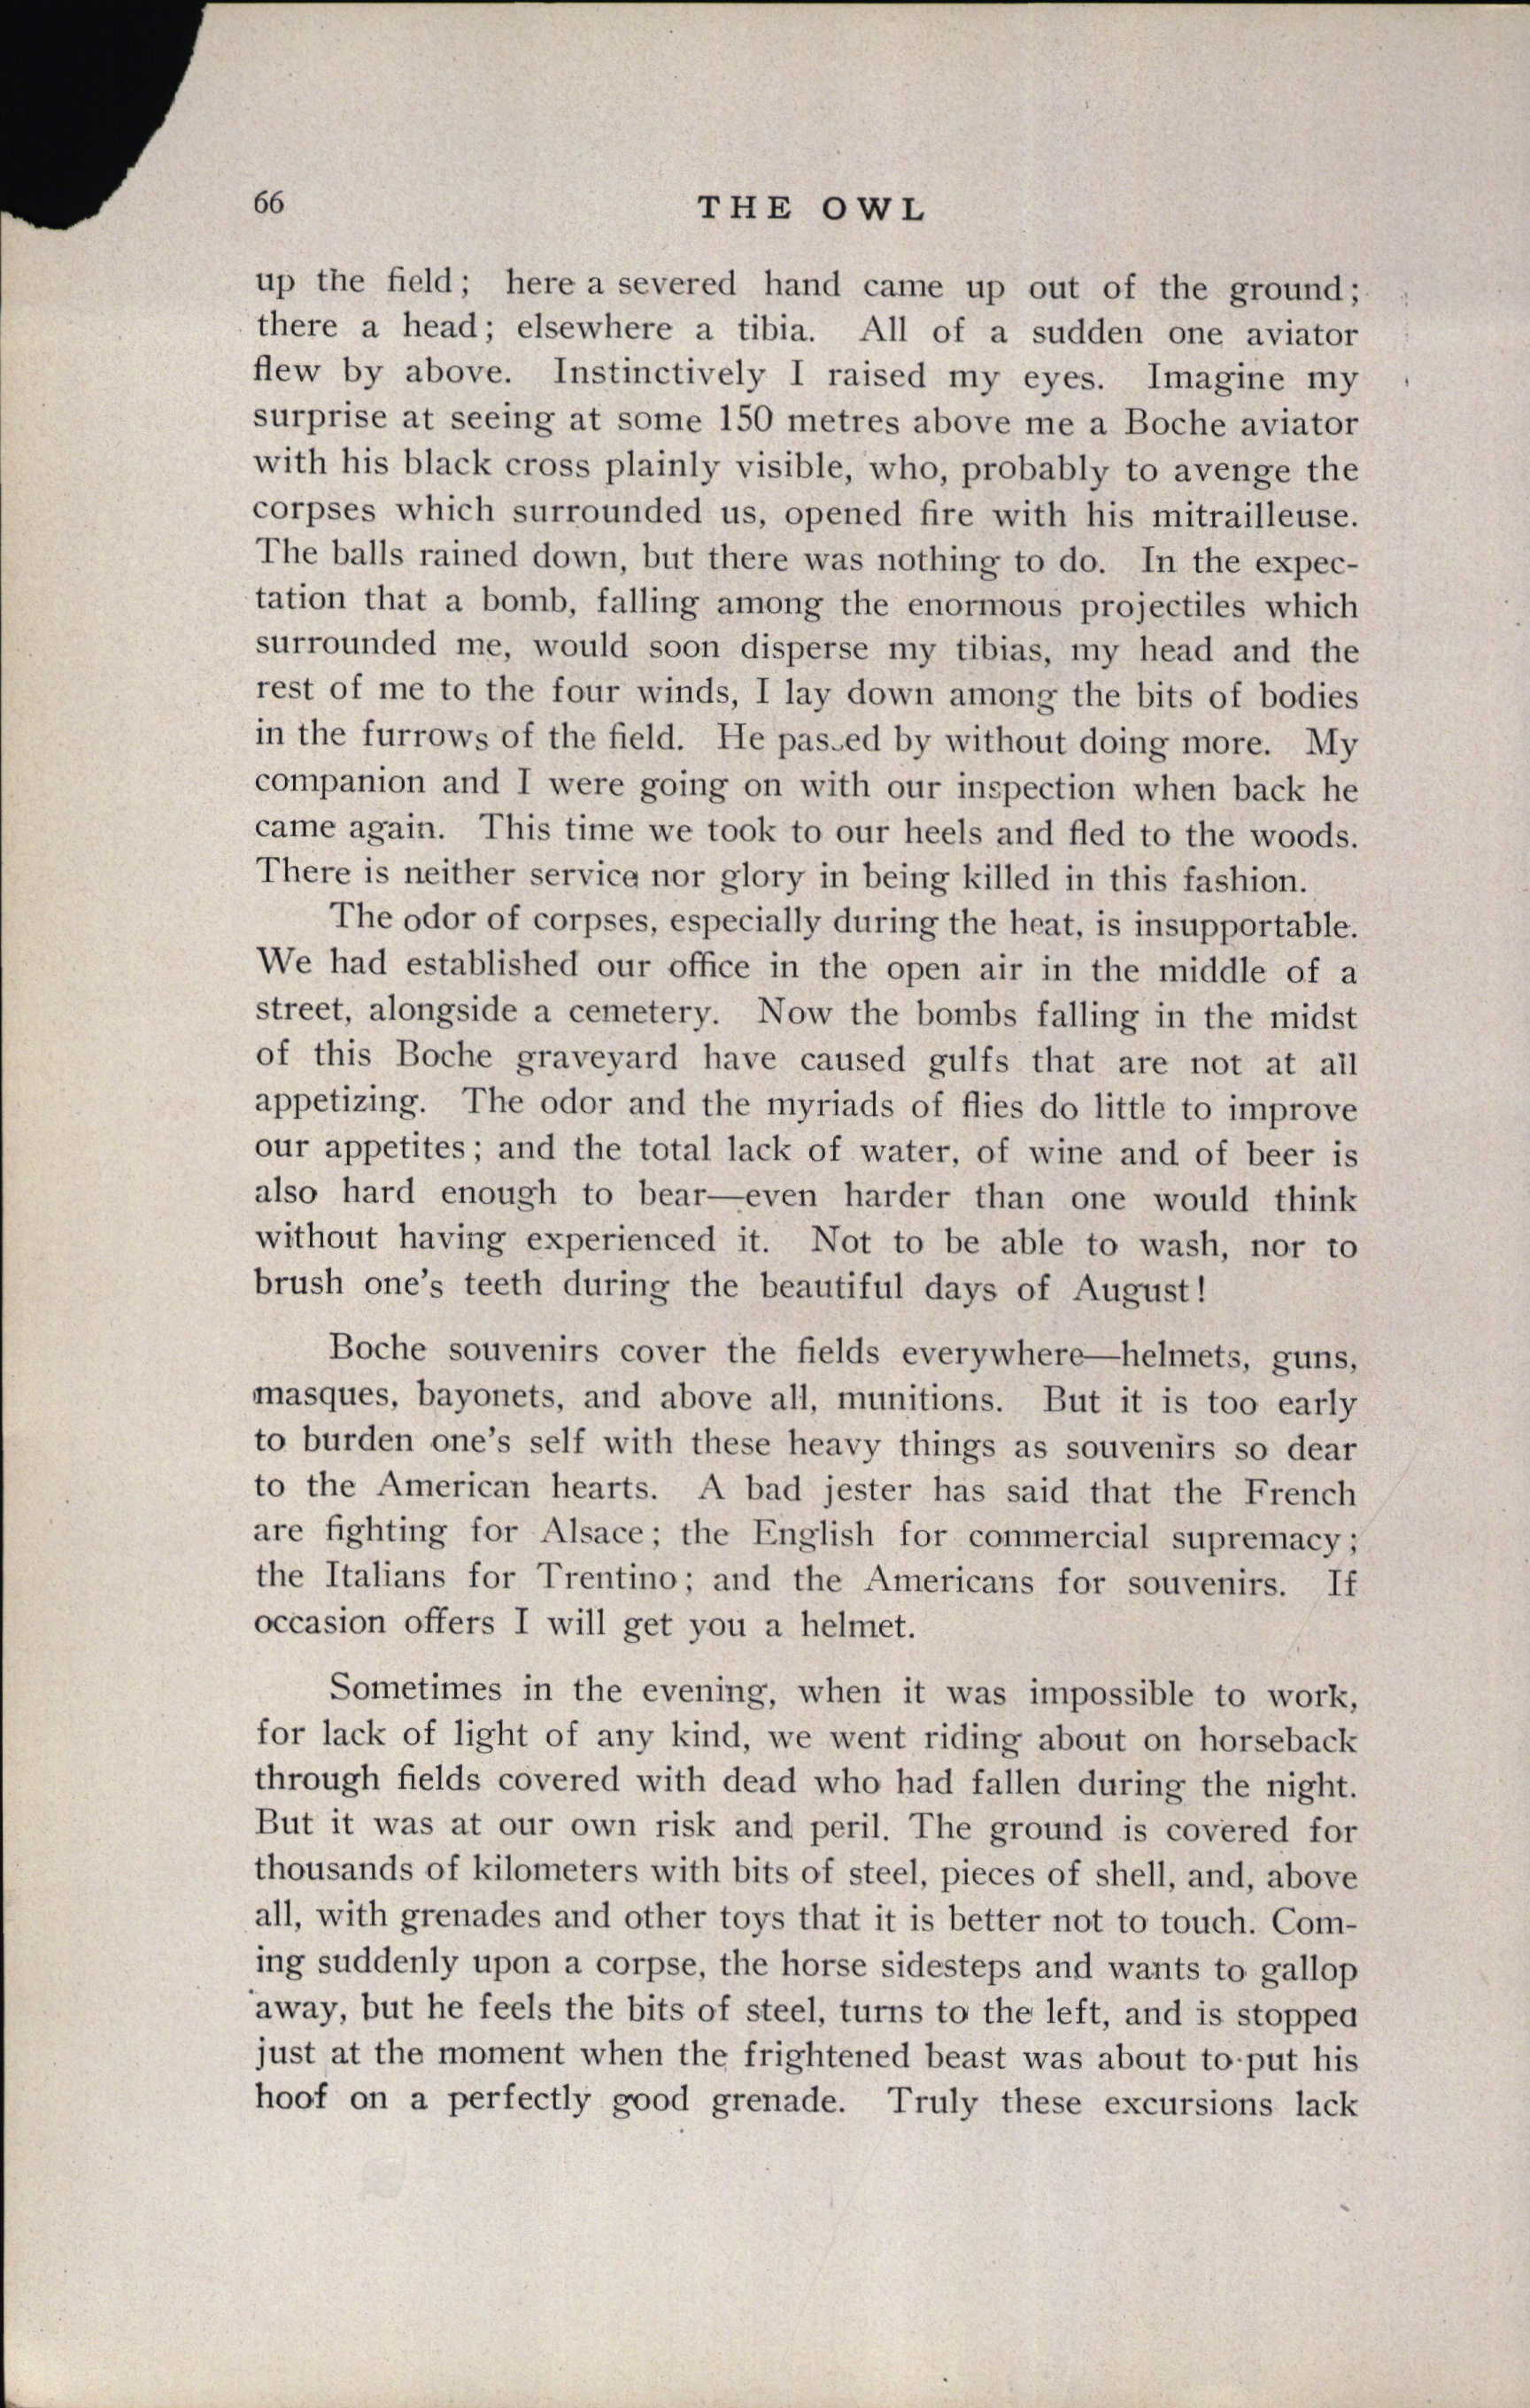 66
THE OWL
up the field; here a severed hand came up out of the ground;
there a head; elsewhere a tibia. All of a sudden one aviator
flew by above. Instinctively I raised my eyes. Imagine my
surprise at seeing at some 150 metres above me a Boche aviator
with his black cross plainly visible, who, probably to avenge the
corpses which surrounded us, opened fire with his mitrailleuse.
The balls rained down, but there was nothing to do. In the expec-
tation that a bomb, falling among the enormous projectiles which
surrounded me, would soon disperse my tibias, my head and the
rest of me to the four winds, I lay down among the bits of bodies
in the furrows of the field. He passed by without doing more. My
companion and I were going on with our inspection when back he
came again. This time we took to our heels and fled to the woods.
There is neither service nor glory in being killed in this fashion.
The odor of corpses, especially during the heat, is insupportable.
We had established our office in the open air in the middle of a
street, alongside a cemetery. Now the bombs falling in the midst
of this Boche graveyard have caused gulfs that are not at all
appetizing. The odor and the myriads of flies do little to improve
our appetites; and the total lack of water, of wine and of beer is
also hard enough to bear—even harder than one would think
without having experienced it. Not to be able to wash, nor to
brush one's teeth during the beautiful days of August!
Boche souvenirs cover the fields everywhere—helmets, guns,
masques, bayonets, and above all, munitions. But it is too early
to burden one's self with these heavy things as souvenirs so dear
to the American hearts. A bad jester has said that the French
are fighting for Alsace; the English for commercial supremacy;
the Italians for Trentino; and the Americans for souvenirs. If
occasion offers I will get you a helmet.
Sometimes in the evening, when it was impossible to work,
for lack of light of any kind, we went riding about on horseback
through fields covered with dead who had fallen during the night.
But it was at our own risk and peril. The ground is covered for
thousands of kilometers with bits of steel, pieces of shell, and, above
all, with grenades and other toys that it is better not to touch. Com-
ing suddenly upon a corpse, the horse sidesteps and wants to gallop
away, but he feels the bits of steel, turns to the left, and is stopped
just at the moment when the frightened beast was about to put his
hoof on a perfectly good grenade. Truly these excursions lack